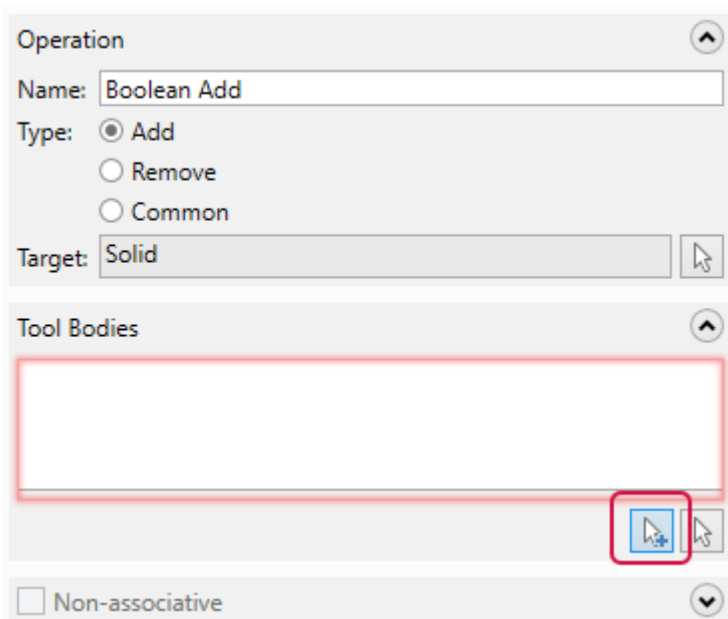 Operation
Name: Boolean Add
Type: Add
Remove
Common
Target: Solid
Tool Bodies
Non-associative